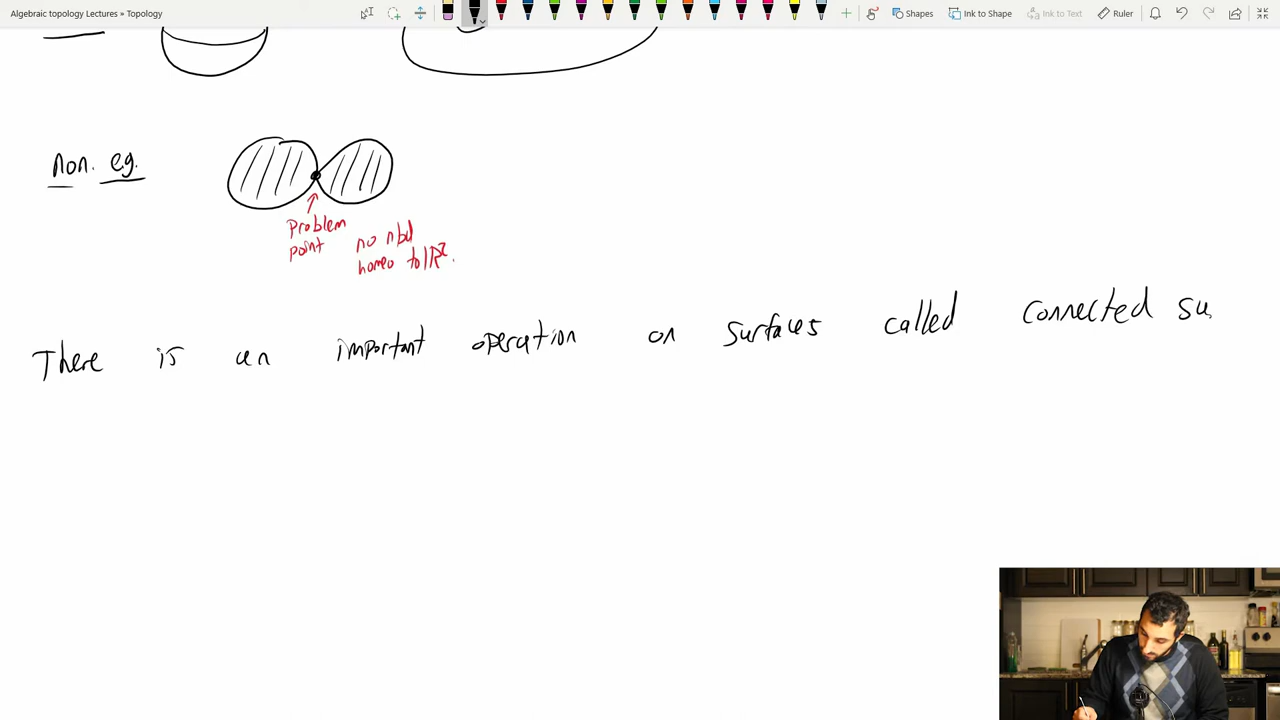 Algebraic topology Lectures » Topology
Shapes
Ink to Shape
Ink to Text
Ruler
non. e.g.
problem
point
no nbd
homeo to ℝ².
There is an important operation on surfaces called connected su